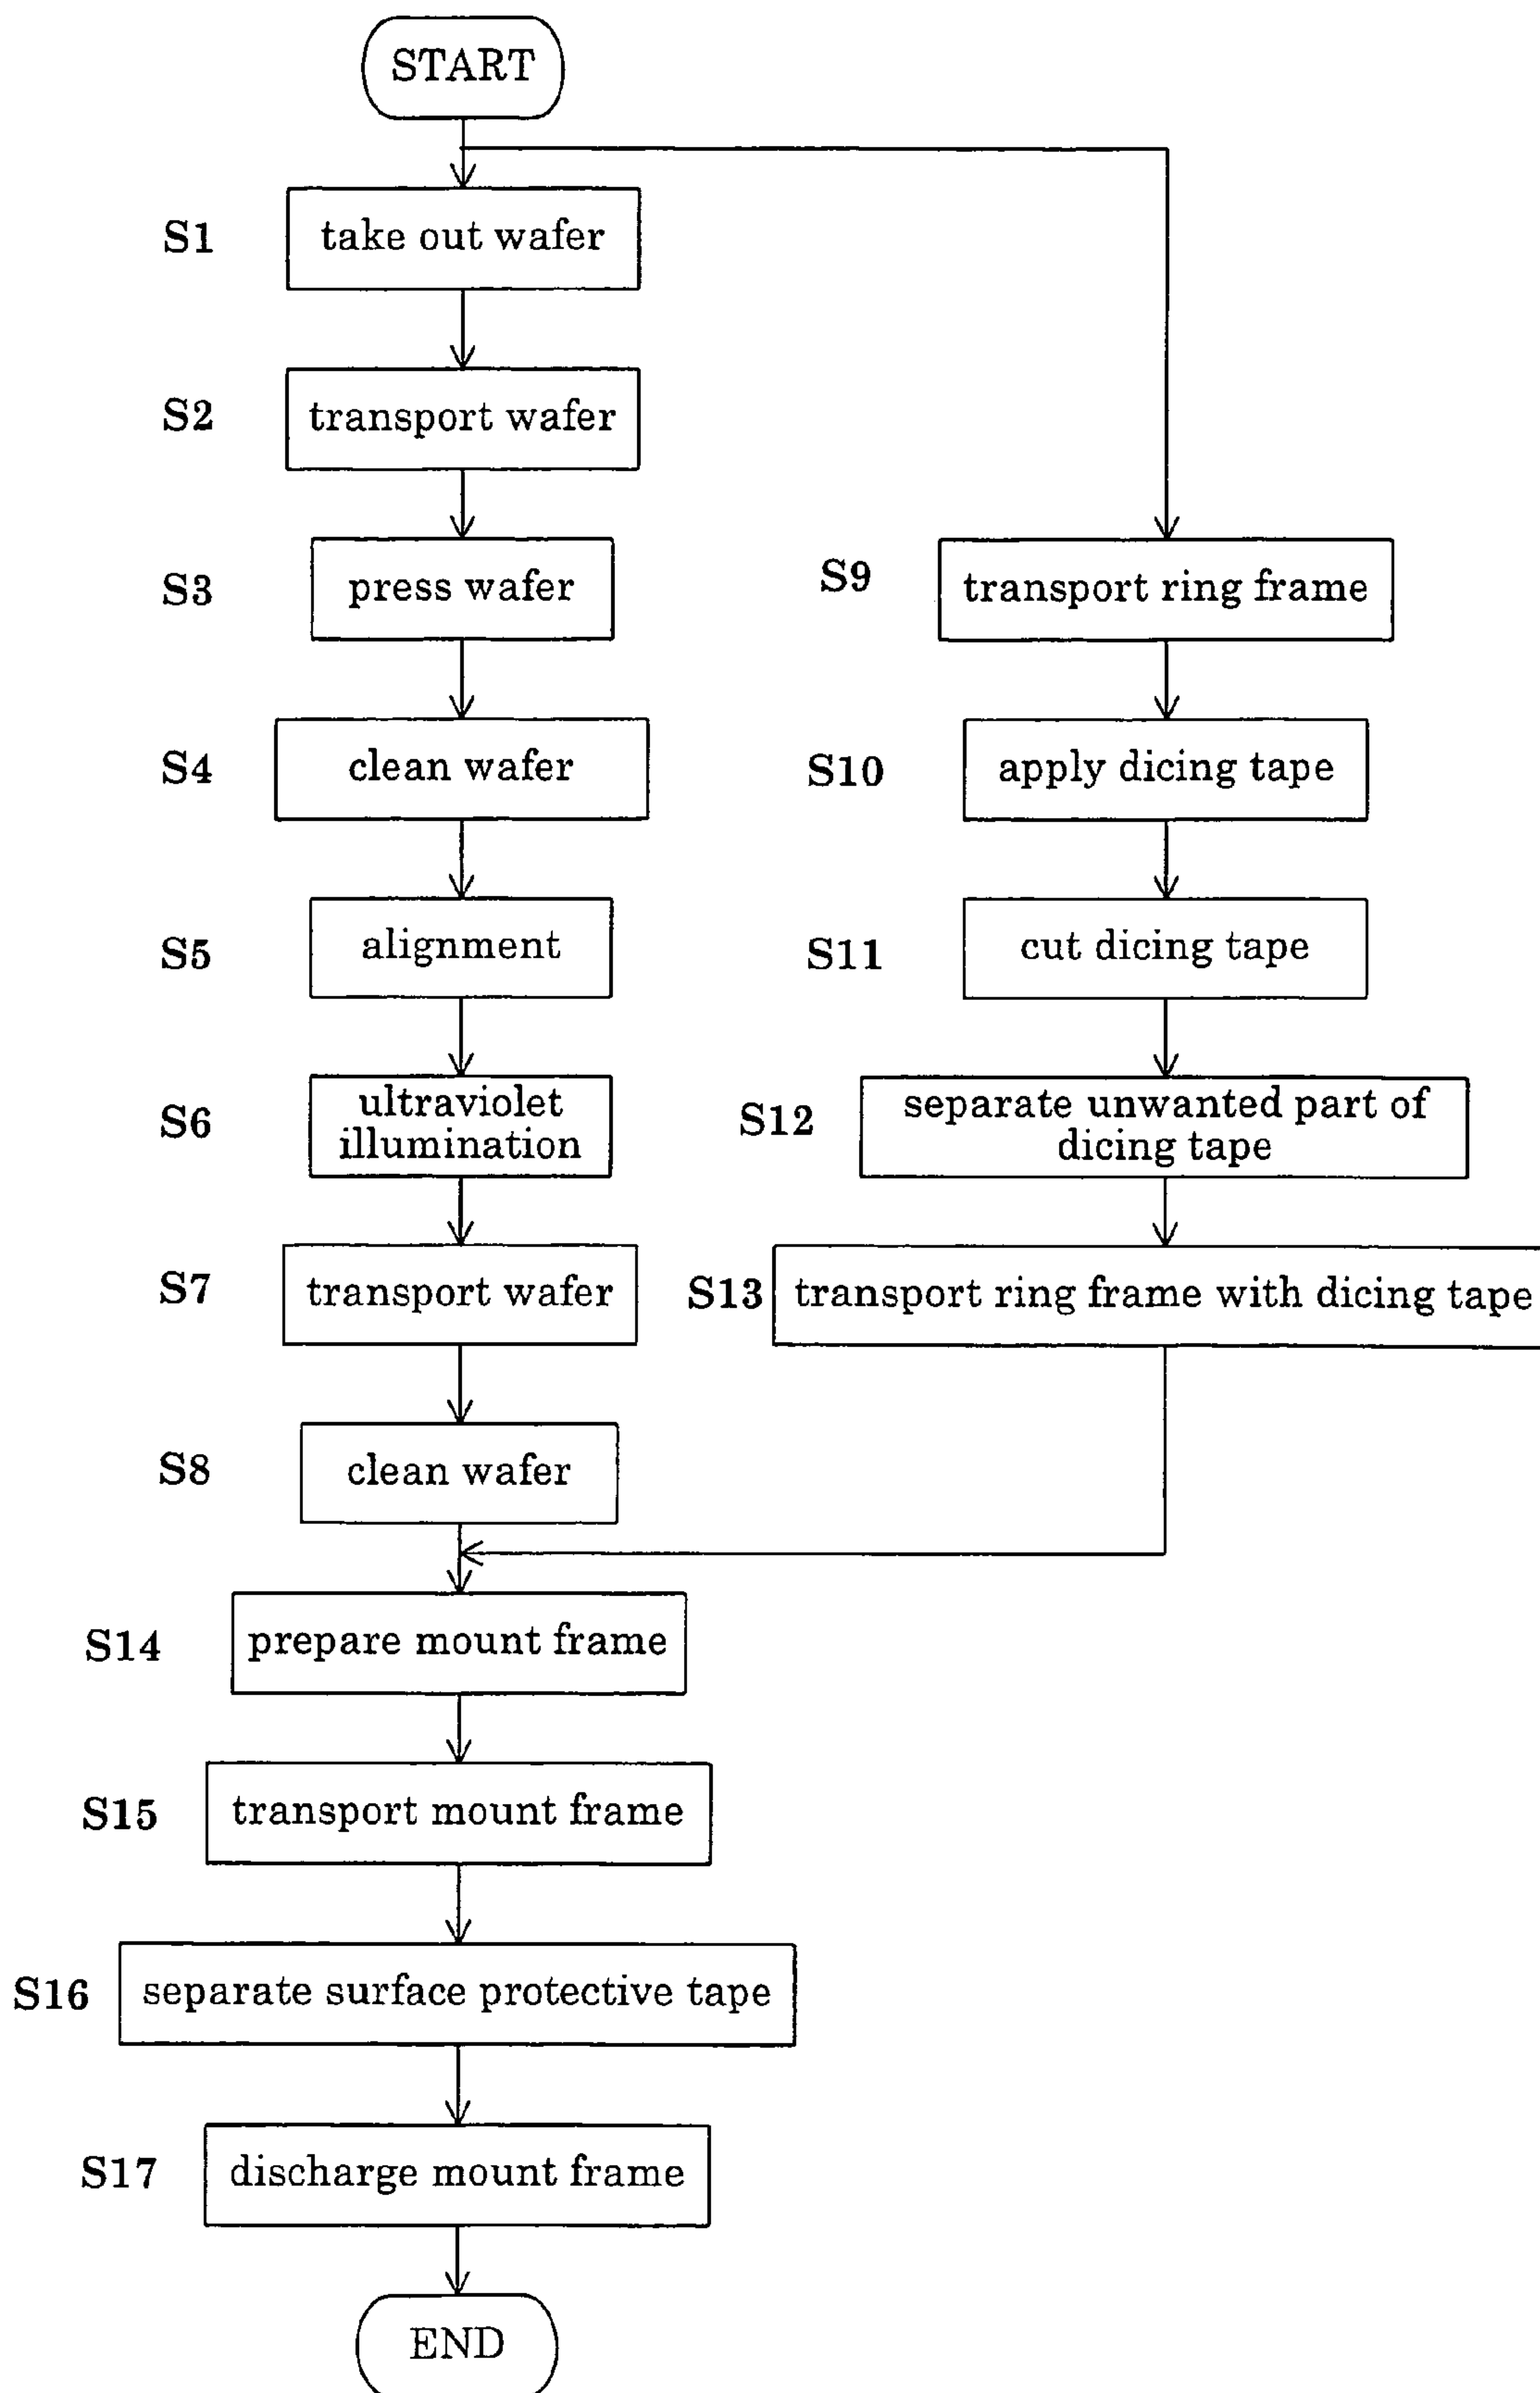 START
S1
take out wafer
S2
transport wafer
S3
press wafer
S4
clean wafer
S5
alignment
S6
ultraviolet
illumination
S7
transport wafer
S8
clean wafer
S9
transport ring frame
S10
apply dicing tape
S11
cut dicing tape
S12
separate unwanted part of
dicing tape
S13
transport ring frame with dicing tape
S14
prepare mount frame
S15
transport mount frame
S16
separate surface protective tape
S17
discharge mount frame
END